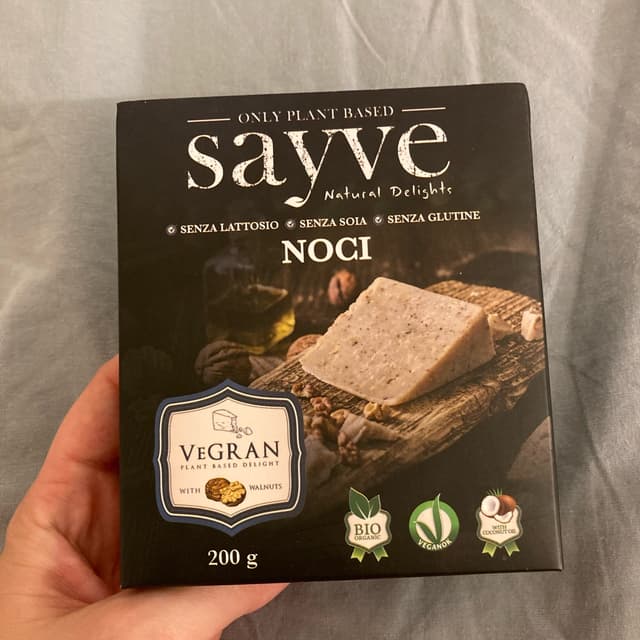 ONLY PLANT BASED
sayve
Natural Delights
SENZA LATTOSIO SENZA SOIA SENZA GLUTINE
NOCI
VEGRAN
PLANT BASED DELIGHT
WITH WALNUTS
BIO
ORGANIC
VEGANOK
WITH
COCONUT OIL
200 g